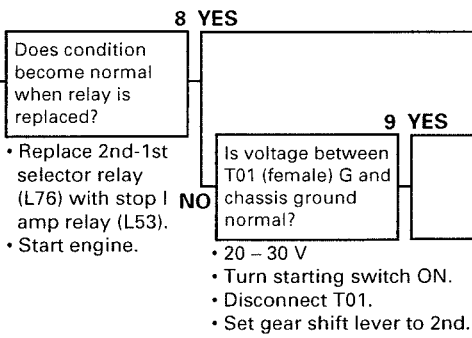 8 YES
Does condition
become normal
when relay is
replaced?
• Replace 2nd-1st
selector relay
(L76) with stop l
amp relay (L53).
• Start engine.
NO
9 YES
Is voltage between
T01 (female) G and
chassis ground
normal?
• 20 – 30 V
• Turn starting switch ON.
• Disconnect T01.
• Set gear shift lever to 2nd.